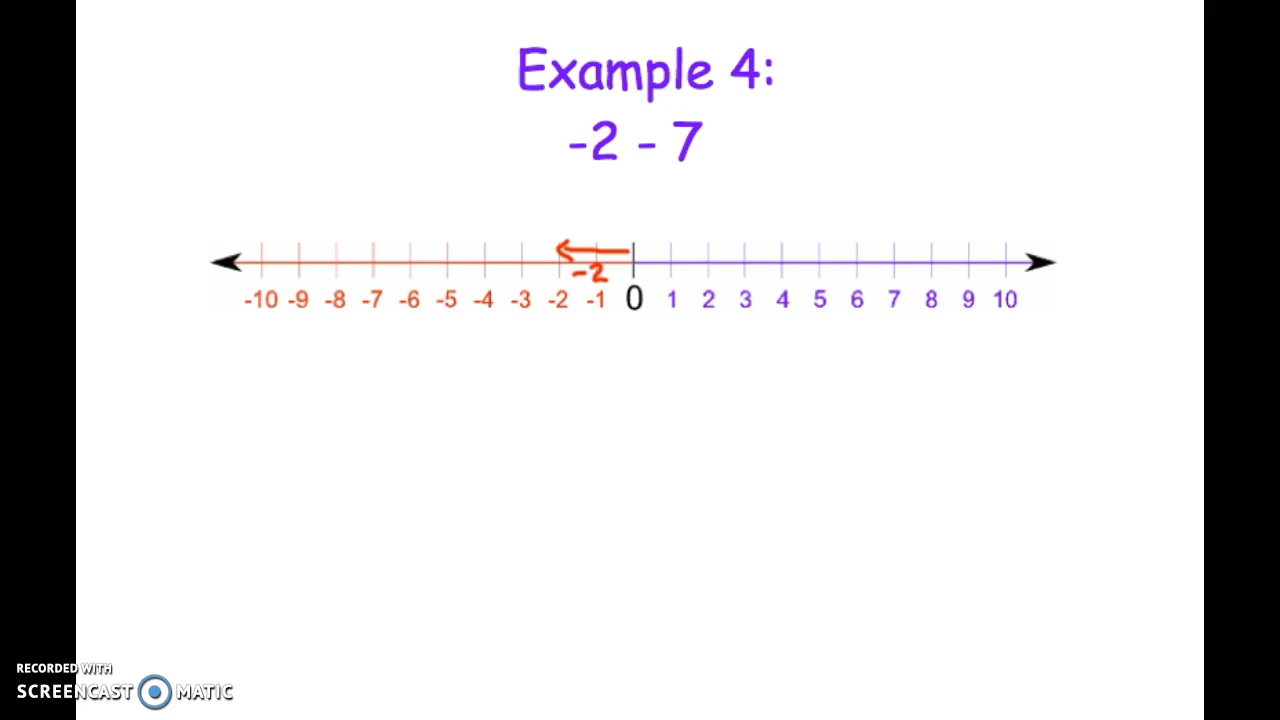 Example 4:
-2 - 7
-2
-10 -9 -8 -7 -6 -5 -4 -3 -2 -1 0 1 2 3 4 5 6 7 8 9 10
RECORDED WITH
SCREENCAST MATIC